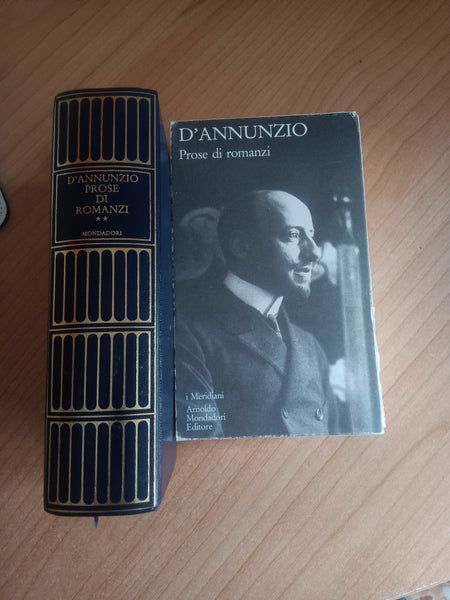 D'ANNUNZIO
PROSE
DI
ROMANZI
**
MONDADORI
D'ANNUNZIO
Prose di romanzi
i Meridiani
Arnoldo
Mondadori
Editore